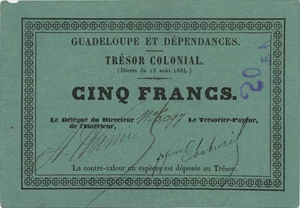 GUADELOUPE ET DÉPENDANCES.
TRÉSOR COLONIAL.
(Décret du 18 août 1884.)
CINQ FRANCS.
Le Délégué du Directeur
de l'Intérieur,
Le Trésorier-Payeur,
La contre-valeur en espèces est déposée au Trésor.